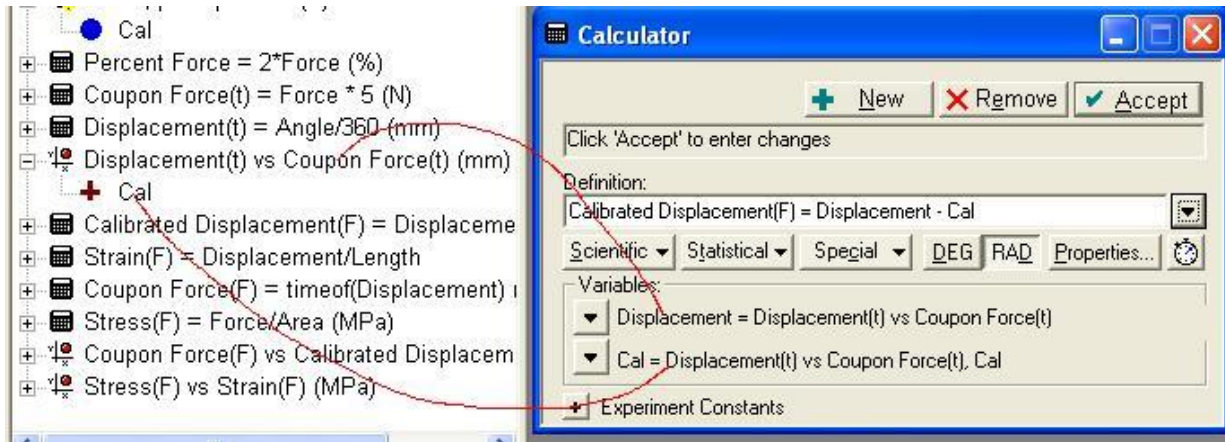 Cal
Percent Force = 2*Force (%)
Coupon Force(t) = Force * 5 (N)
Displacement(t) = Angle/360 (mm)
Displacement(t) vs Coupon Force(t) (mm)
Cal
Calibrated Displacement(F) = Displaceme
Strain(F) = Displacement/Length
Coupon Force(F) = timeof(Displacement)
Stress(F) = Force/Area (MPa)
Coupon Force(F) vs Calibrated Displacem
Stress(F) vs Strain(F) (MPa)
Calculator
New Remove Accept
Click 'Accept' to enter changes
Definition:
Calibrated Displacement(F) = Displacement - Cal
Scientific Statistical Special DEG RAD Properties...
Variables:
Displacement = Displacement(t) vs Coupon Force(t)
Cal = Displacement(t) vs Coupon Force(t), Cal
Experiment Constants